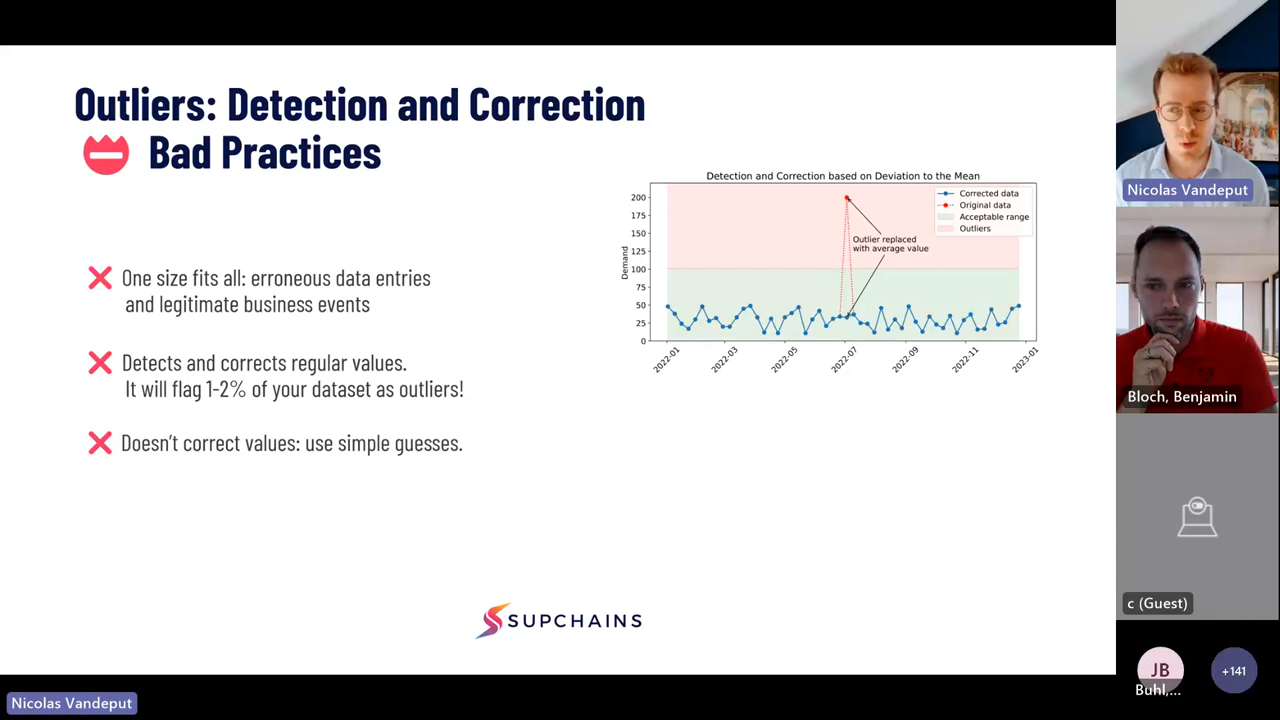 Outliers: Detection and Correction
Bad Practices
One size fits all: erroneous data entries
and legitimate business events
Detects and corrects regular values.
It will flag 1-2% of your dataset as outliers!
Doesn't correct values: use simple guesses.
Detection and Correction based on Deviation to the Mean
Corrected data
Original data
Acceptable range
Outliers
Outlier replaced
with average value
Demand
200
175
150
125
100
75
50
25
0
2022-01
2022-03
2022-05
2022-07
2022-09
2022-11
2023-01
SUPCHAINS
Nicolas Vandeput
Nicolas Vandeput
Bloch, Benjamin
c (Guest)
JB
Buhl,...
+141